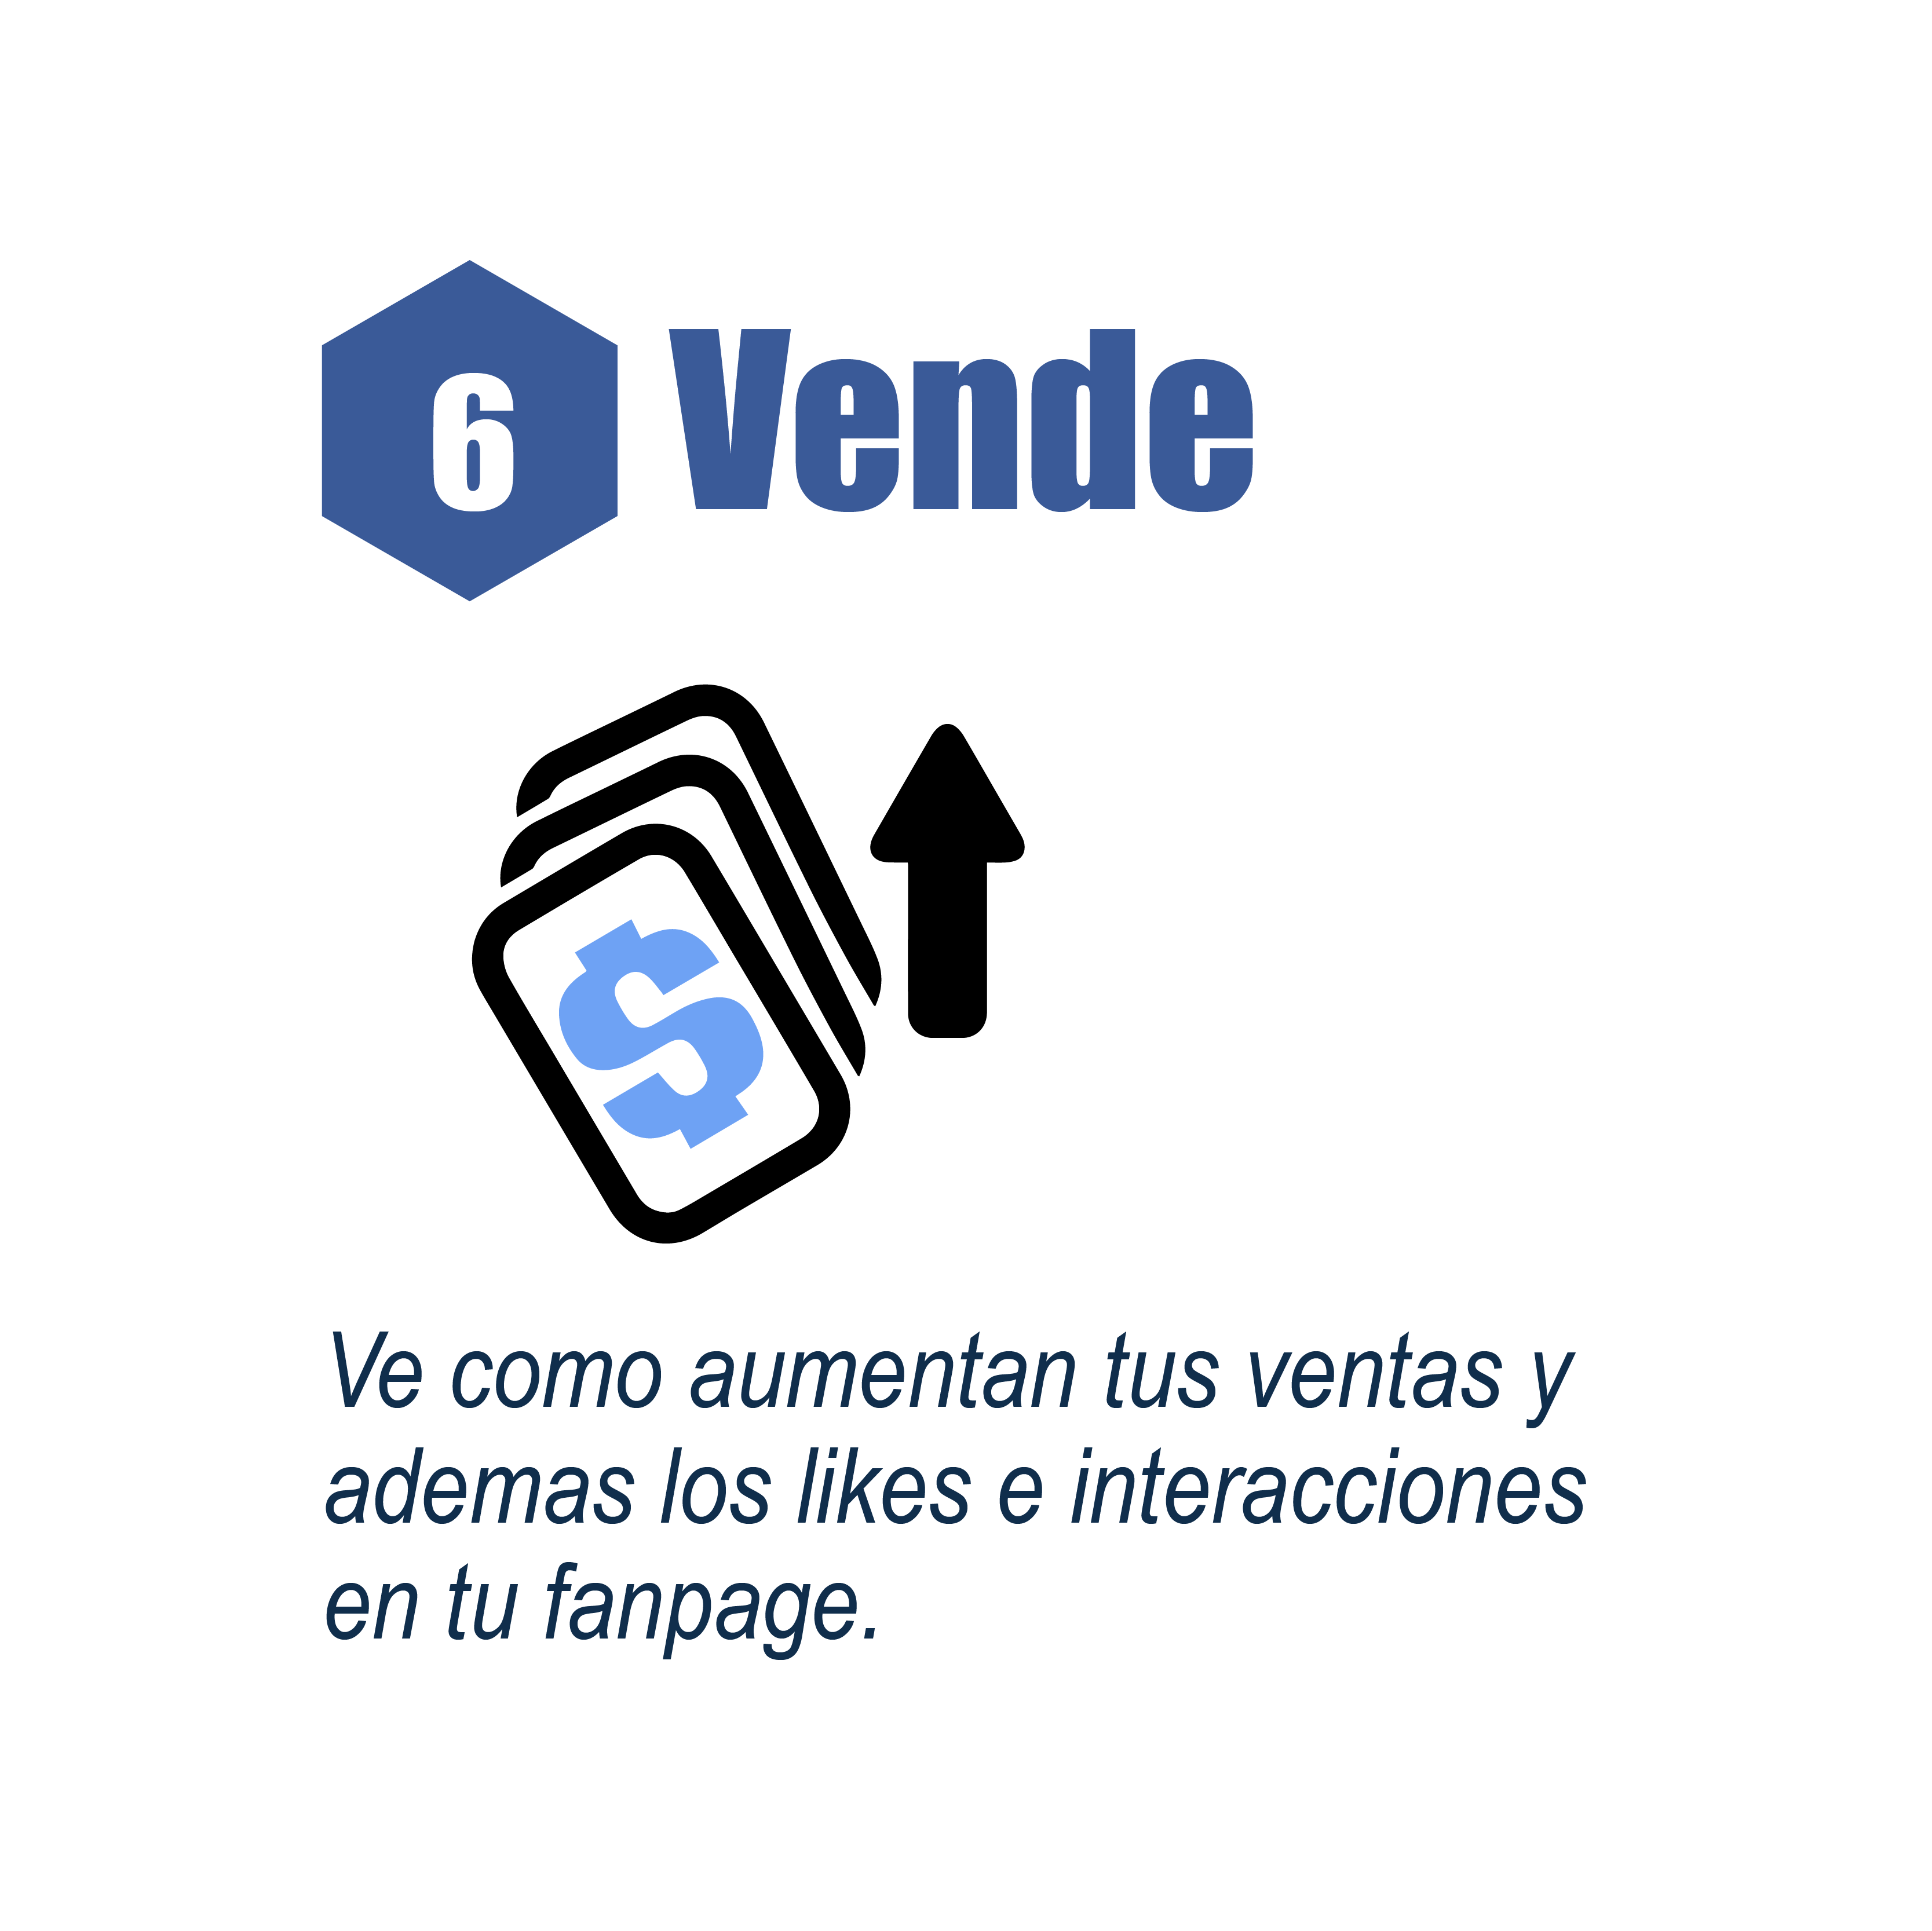 6 Vende
$
Ve como aumentan tus ventas y
ademas los likes e interacciones
en tu fanpage.